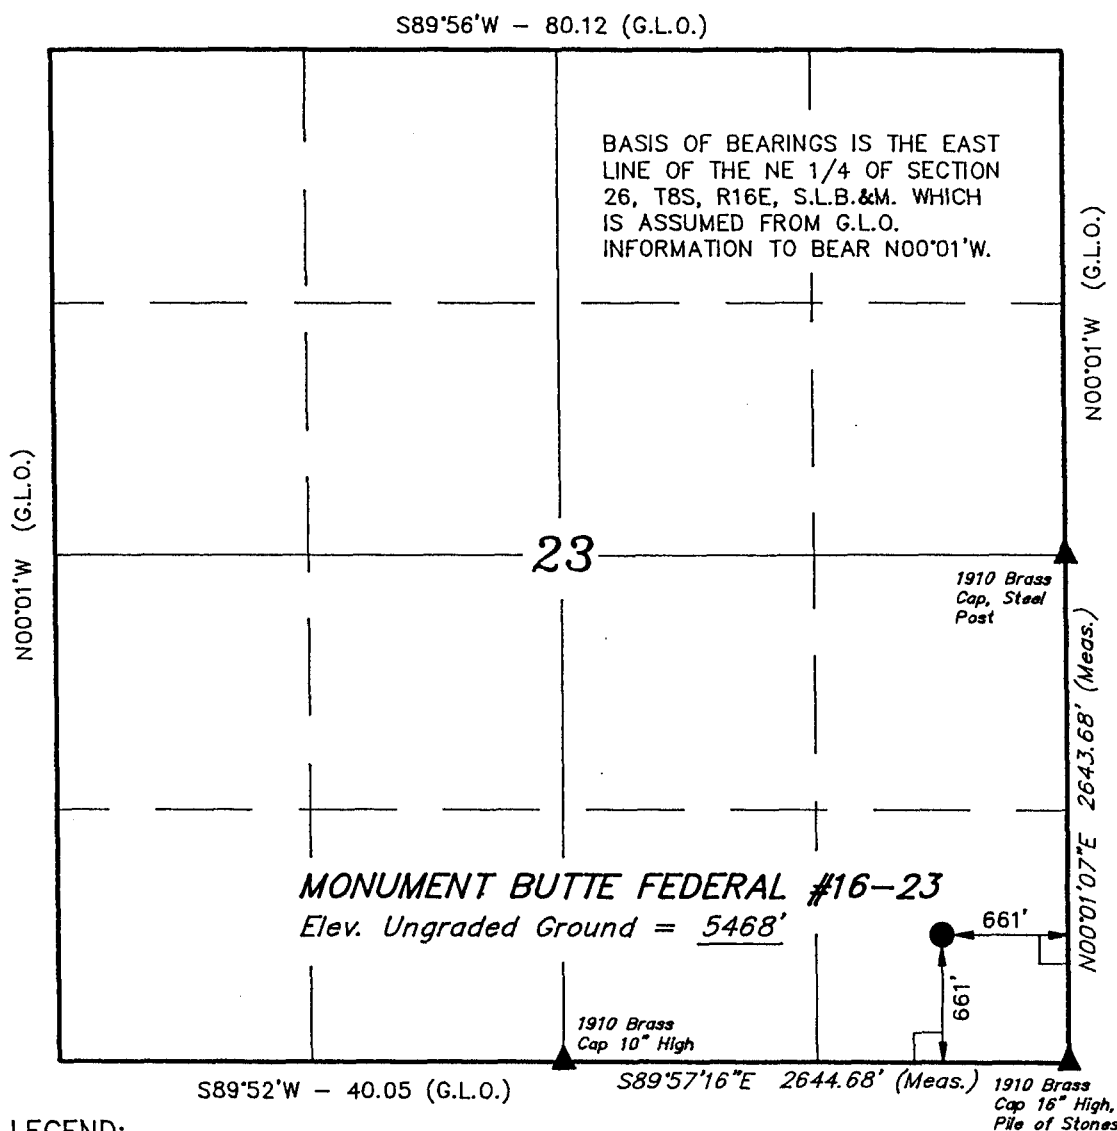 S89°56'W – 80.12 (G.L.O.)
BASIS OF BEARINGS IS THE EAST
LINE OF THE NE 1/4 OF SECTION
26, T8S, R16E, S.L.B.&M. WHICH
IS ASSUMED FROM G.L.O.
INFORMATION TO BEAR N00°01'W.
N00°01'W (G.L.O.)
N00°01'W (G.L.O.)
23
1910 Brass
Cap, Steel
Post
N00°01'07"E 2643.68' (Meas.)
MONUMENT BUTTE FEDERAL #16-23
Elev. Ungraded Ground = 5468'
661'
661'
1910 Brass
Cap 10" High
S89°52'W – 40.05 (G.L.O.)
S89°57'16"E 2644.68' (Meas.)
1910 Brass
Cap 16" High,
Pile of Stones
LEGEND: